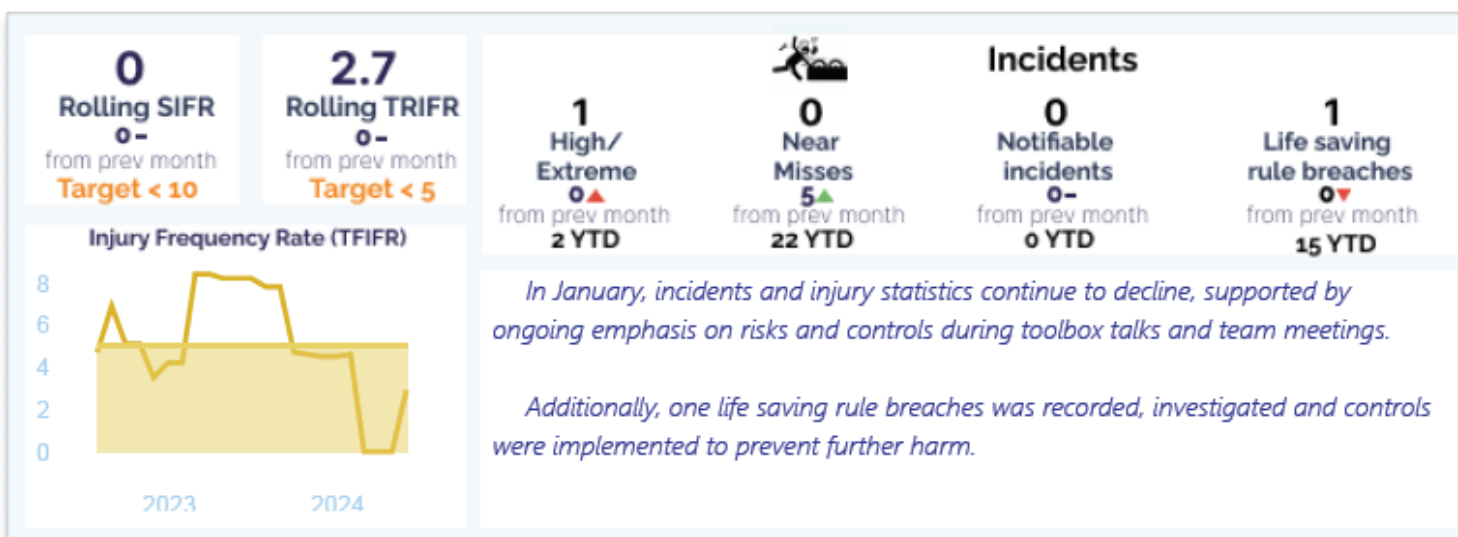 0
Rolling SIFR
0 –
from prev month
Target < 10
2.7
Rolling TRIFR
0 –
from prev month
Target < 5
Incidents
1
High/
Extreme
0▲
from prev month
2 YTD
0
Near
Misses
5▲
from prev month
22 YTD
0
Notifiable
incidents
0–
from prev month
0 YTD
1
Life saving
rule breaches
0▼
from prev month
15 YTD
Injury Frequency Rate (TFIFR)
8
6
4
2
0
2023 2024
In January, incidents and injury statistics continue to decline, supported by
ongoing emphasis on risks and controls during toolbox talks and team meetings.
Additionally, one life saving rule breaches was recorded, investigated and controls
were implemented to prevent further harm.